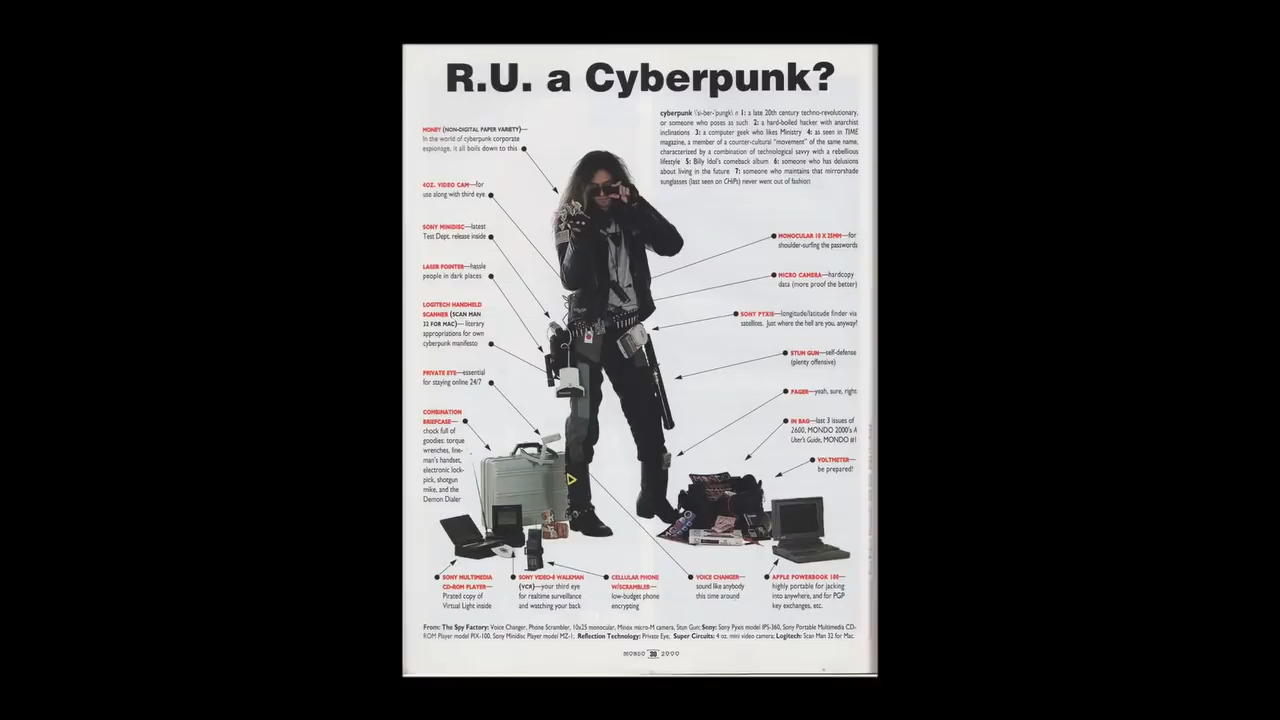 R.U. a Cyberpunk?
cyberpunk \'si-ber-'puŋk\ n 1: a late 20th century techno-revolutionary,
or someone who poses as such 2: a hard-boiled hacker with anarchist
inclinations 3: a computer geek who likes Ministry 4: as seen in TIME
magazine, a member of a counter-cultural "movement" of the same name,
characterized by a combination of technological savvy with a rebellious
lifestyle 5: Billy Idol's comeback album 6: someone who has delusions
about living in the future 7: someone who maintains that mirrorshade
sunglasses (last seen on CHiPs) never went out of fashion
MONEY (NON-DIGITAL PAPER VARIETY)—
In the world of cyberpunk corporate
espionage, it all boils down to this
4OZ. VIDEO CAM—for
use along with third eye
SONY MINIDISC—latest
Test Dept. release inside
LASER POINTER—hassle
people in dark places
LOGITECH HANDHELD
SCANNER (SCAN MAN
32 FOR MAC)—literary
appropriations for own
cyberpunk manifesto
PRIVATE EYE—essential
for staying online 24/7
COMBINATION
BRIEFCASE—
chock full of
goodies: torque
wrenches, line-
man's handset,
electronic lock-
pick, shotgun
mike, and the
Demon Dialer
MONOCULAR 10 X 25MM—for
shoulder-surfing the passwords
MICRO CAMERA—hardcopy
data (more proof the better)
SONY PYXIS—longitude/latitude finder via
satellites. Just where the hell are you, anyway?
STUN GUN—self-defense
(plenty offensive)
PAGER—yeah, sure, right
IN BAG—last 3 issues of
2600, MONDO 2000's A
User's Guide, MONDO #1
VOLTMETER—
be prepared!
SONY MULTIMEDIA
CD-ROM PLAYER—
Pirated copy of
Virtual Light inside
SONY VIDEO-8 WALKMAN
(VCR)—your third eye
for realtime surveillance
and watching your back
CELLULAR PHONE
W/SCRAMBLER—
low-budget phone
encrypting
VOICE CHANGER—
sound like anybody
this time around
APPLE POWERBOOK 180—
highly portable for jacking
into anywhere, and for PGP
key exchanges, etc.
From: The Spy Factory: Voice Changer, Phone Scrambler, 10x25 monocular, Minox micro-M camera, Stun Gun; Sony: Sony Pyxis model IPS-360, Sony Portable Multimedia CD-
ROM Player model PIX-100, Sony Minidisc Player model MZ-1; Reflection Technology: Private Eye, Super Circuits: 4 oz. mini video camera; Logitech: Scan Man 32 for Mac.
MONDO 30 2000